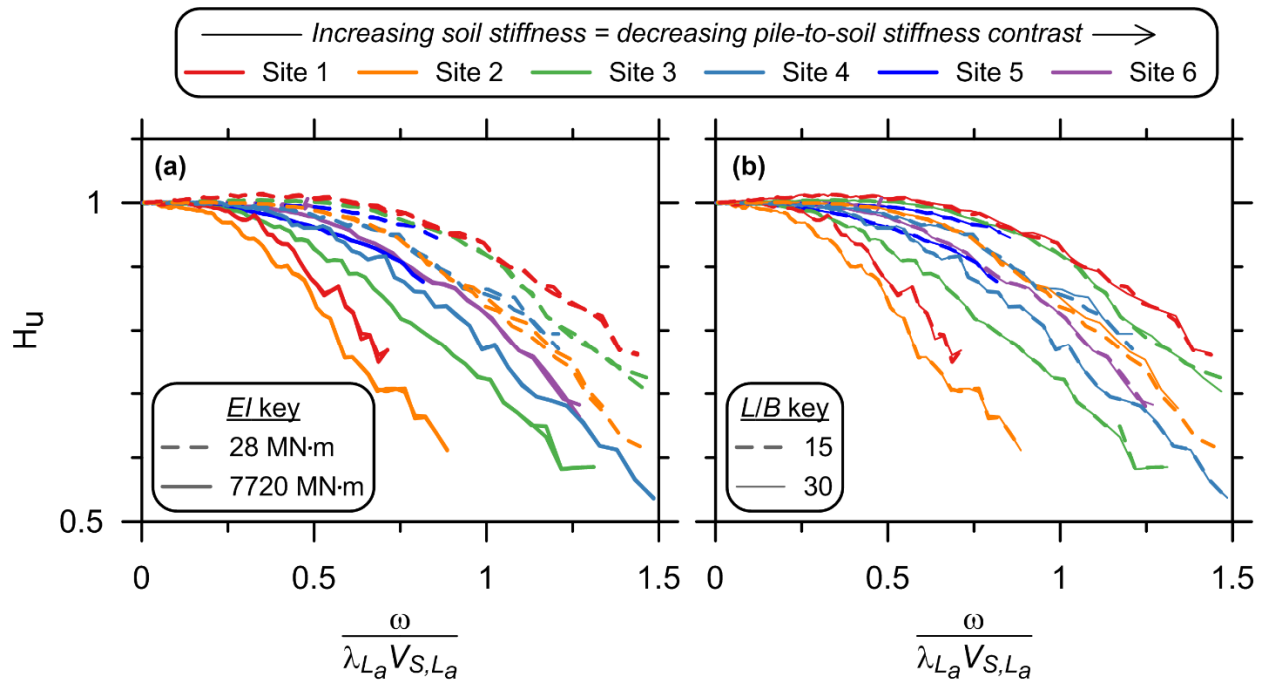 Increasing soil stiffness = decreasing pile-to-soil stiffness contrast
Site 1 Site 2 Site 3 Site 4 Site 5 Site 6
(a)
(b)
1
Hu
0.5
EI key
28 MN·m
7720 MN·m
L/B key
15
30
0 0.5 1 1.5
0 0.5 1 1.5
ω
λLaVS,La
ω
λLaVS,La